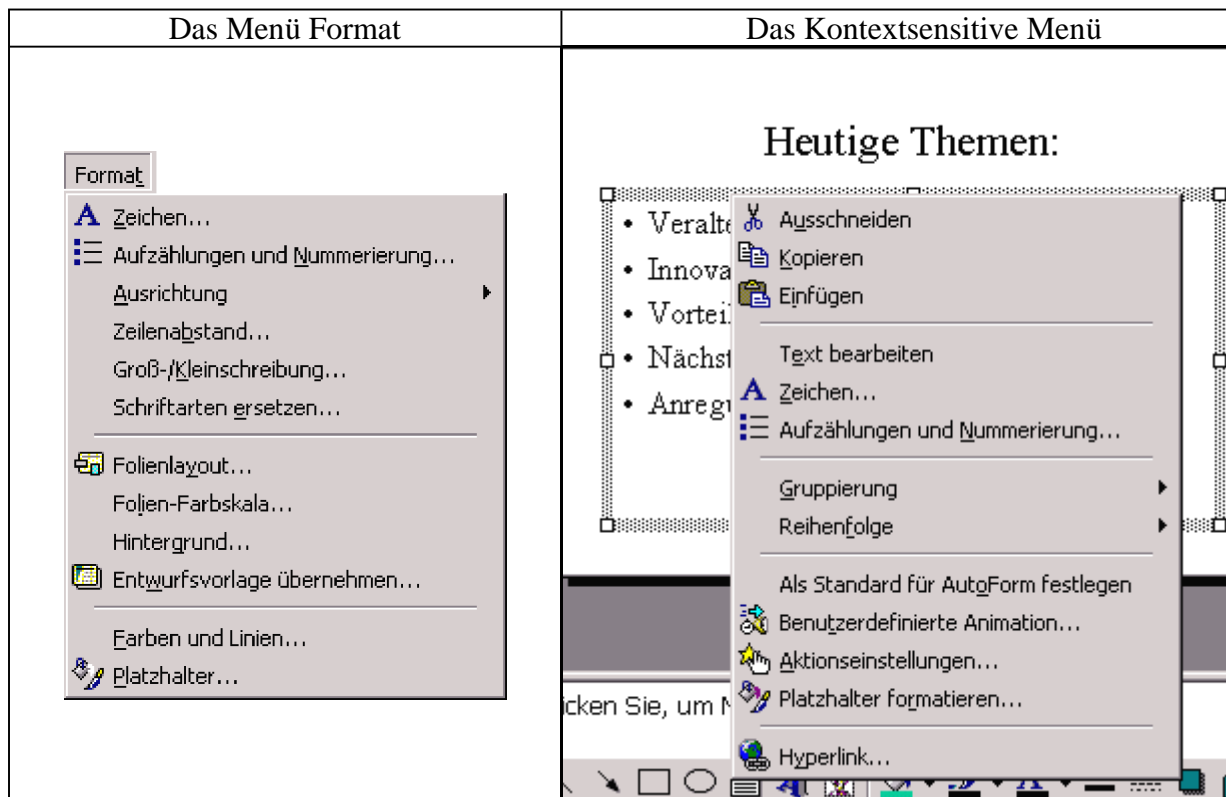 Das Menü Format
Das Kontextsensitive Menü
Format
Zeichen...
Aufzählungen und Nummerierung...
Ausrichtung
Zeilenabstand...
Groß-/Kleinschreibung...
Schriftarten ersetzen...
Folienlayout...
Folien-Farbskala...
Hintergrund...
Entwurfsvorlage übernehmen...
Farben und Linien...
Platzhalter...
Heutige Themen:
• Veralte
• Innova
• Vorteil
• Nächst
• Anregu
Ausschneiden
Kopieren
Einfügen
Text bearbeiten
Zeichen...
Aufzählungen und Nummerierung...
Gruppierung
Reihenfolge
Als Standard für AutoForm festlegen
Benutzerdefinierte Animation...
Aktionseinstellungen...
Platzhalter formatieren...
Hyperlink...
icken Sie, um N